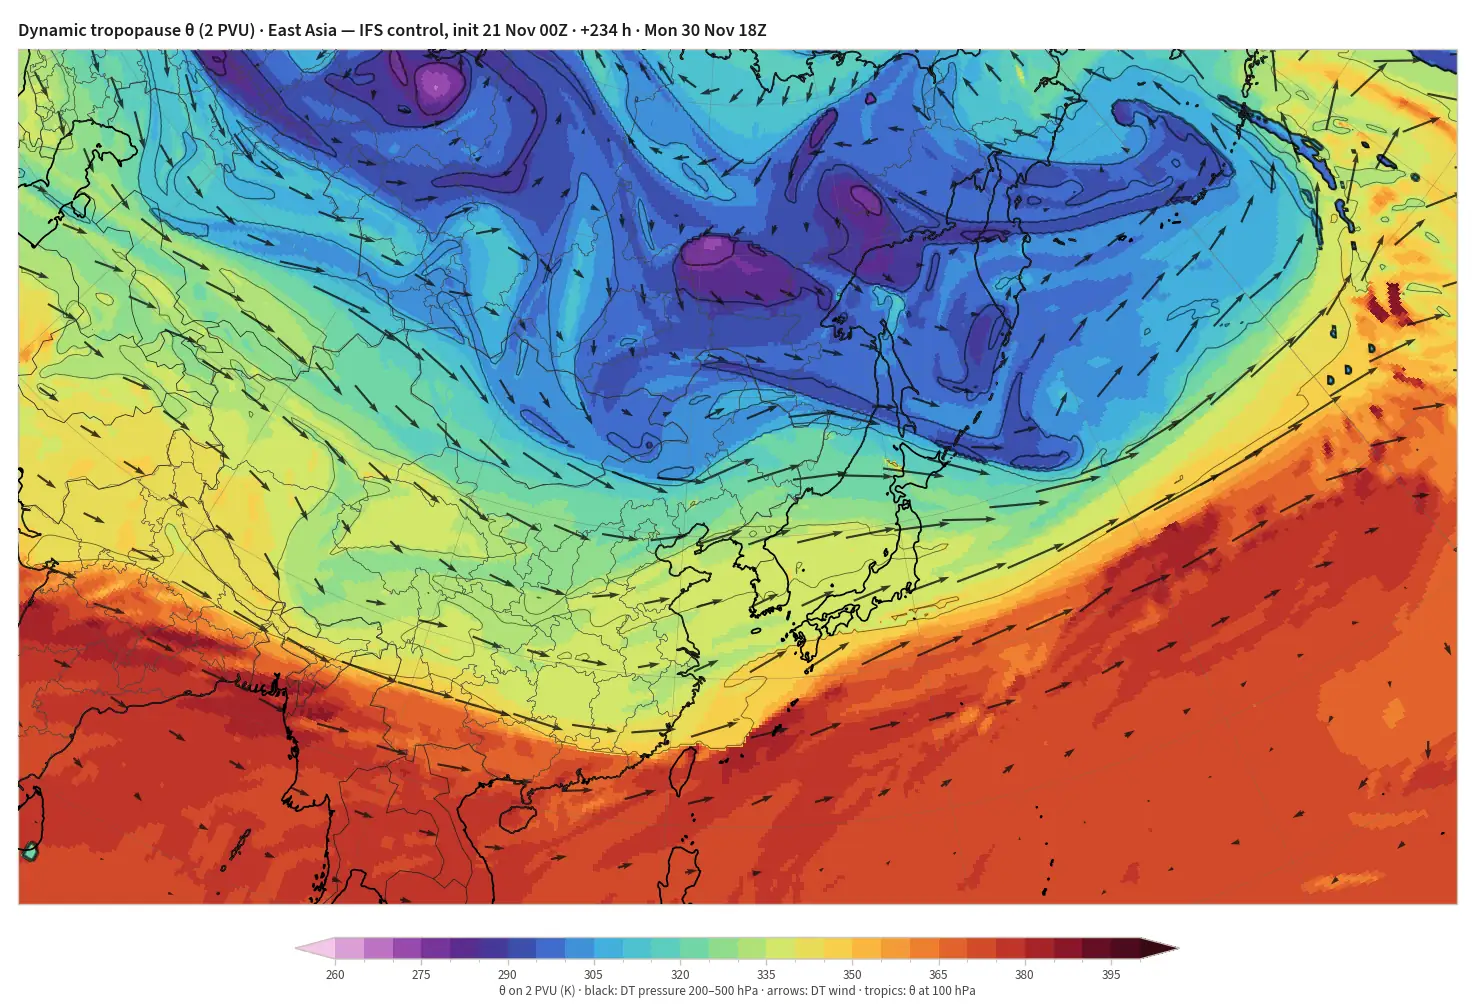 Dynamic tropopause θ (2 PVU) · East Asia — IFS control, init 21 Nov 00Z · +234 h · Mon 30 Nov 18Z
260 275 290 305 320 335 350 365 380 395
θ on 2 PVU (K) · black: DT pressure 200–500 hPa · arrows: DT wind · tropics: θ at 100 hPa